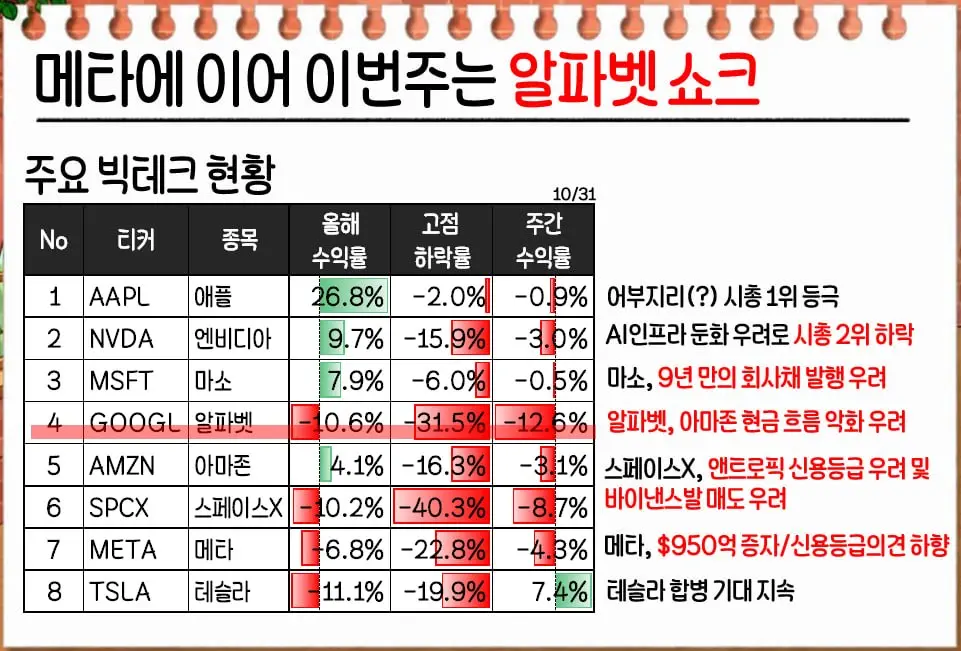 메타에 이어 이번주는 알파벳 쇼크
주요 빅테크 현황
10/31
No 티커 종목 올해 수익률 고점 하락률 주간 수익률
1 AAPL 애플 26.8% -2.0% -0.9% 어부지리(?) 시총 1위 등극
2 NVDA 엔비디아 9.7% -15.9% -3.0% AI인프라 둔화 우려로 시총 2위 하락
3 MSFT 마소 7.9% -6.0% -0.5% 마소, 9년 만의 회사채 발행 우려
4 GOOGL 알파벳 -10.6% -31.5% -12.6% 알파벳, 아마존 현금 흐름 악화 우려
5 AMZN 아마존 4.1% -16.3% -3.1% 스페이스X, 앤트로픽 신용등급 우려 및
6 SPCX 스페이스X -10.2% -40.3% -8.7% 바이낸스발 매도 우려
7 META 메타 -6.8% -22.8% -4.3% 메타, $950억 증자/신용등급의견 하향
8 TSLA 테슬라 -11.1% -19.9% 7.4% 테슬라 합병 기대 지속